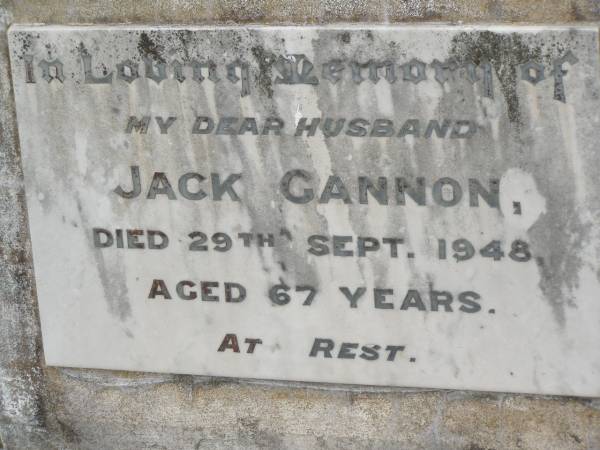 In Loving Memory of
MY DEAR HUSBAND
JACK GANNON,
DIED 29TH SEPT. 1948,
AGED 67 YEARS.
AT REST.